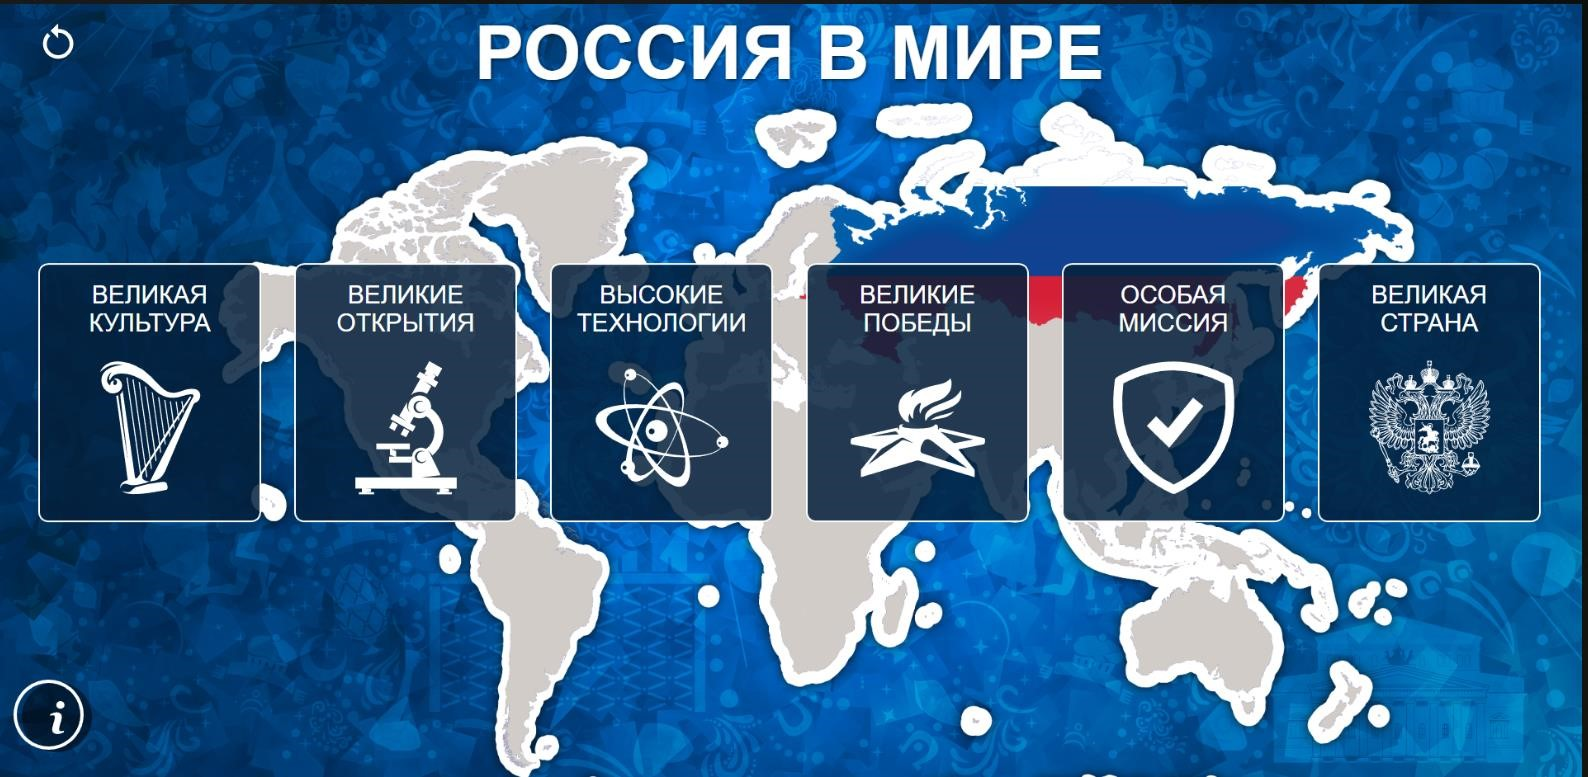 РОССИЯ В МИРЕ
ВЕЛИКАЯ
КУЛЬТУРА
ВЕЛИКИЕ
ОТКРЫТИЯ
ВЫСОКИЕ
ТЕХНОЛОГИИ
ВЕЛИКИЕ
ПОБЕДЫ
ОСОБАЯ
МИССИЯ
ВЕЛИКАЯ
СТРАНА
i